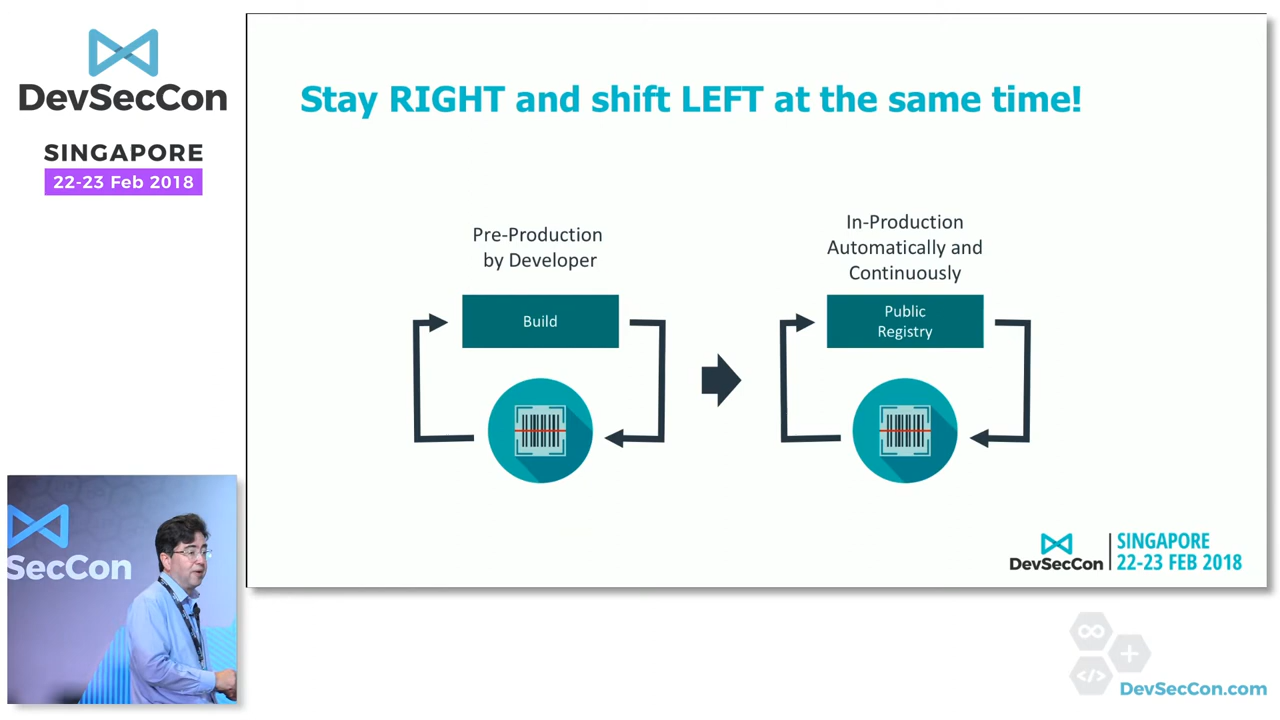 DevSecCon
SINGAPORE
22-23 Feb 2018
Stay RIGHT and shift LEFT at the same time!
Pre-Production
by Developer
Build
In-Production
Automatically and
Continuously
Public
Registry
DevSecCon
SINGAPORE
22-23 FEB 2018
SecCon
DevSecCon.com